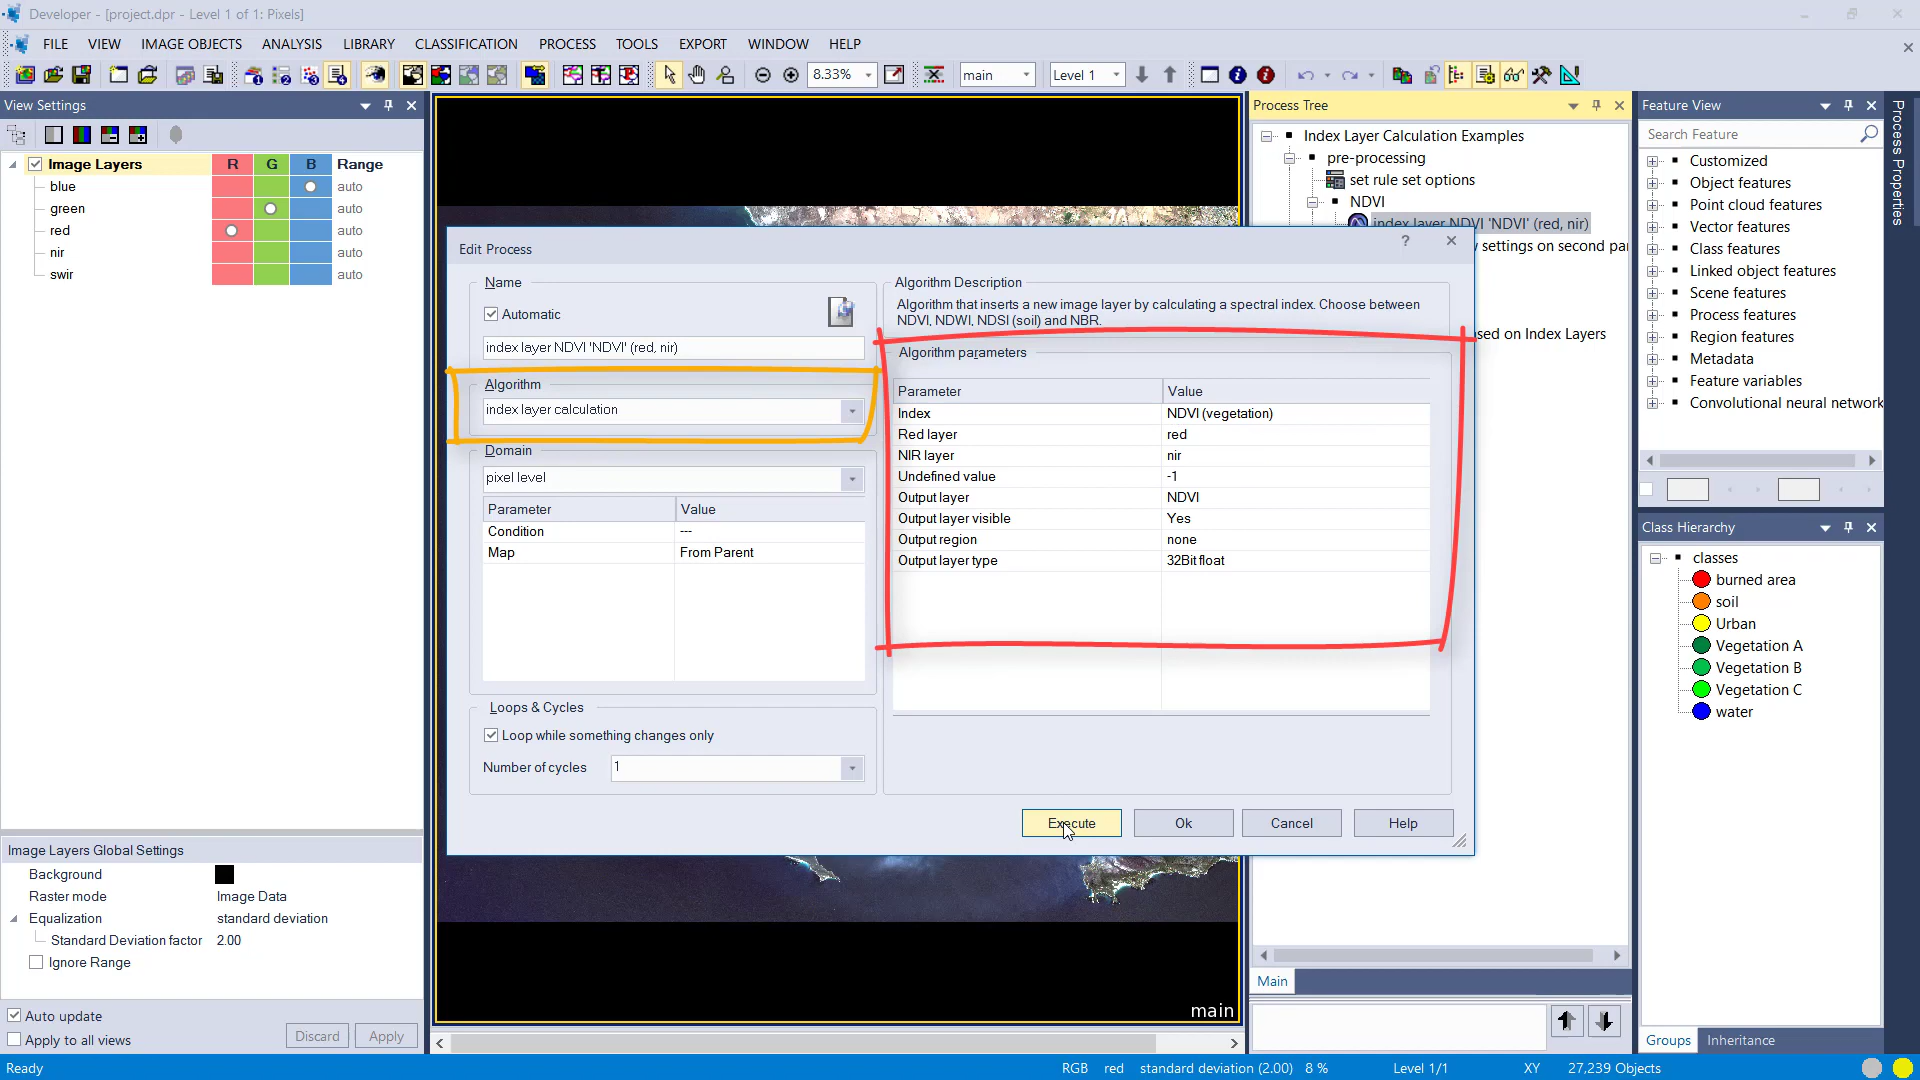 Developer - [project.dpr - Level 1 of 1: Pixels]
FILE VIEW IMAGE OBJECTS ANALYSIS LIBRARY CLASSIFICATION PROCESS TOOLS EXPORT WINDOW HELP
8.33% main Level 1
View Settings
Image Layers R G B Range
blue auto
green auto
red auto
nir auto
swir auto
Image Layers Global Settings
Background
Raster mode Image Data
Equalization standard deviation
Standard Deviation factor 2.00
Ignore Range
Auto update
Apply to all views
Discard Apply
main
Edit Process
?
Name
Automatic
index layer NDVI 'NDVI' (red, nir)
Algorithm
index layer calculation
Domain
pixel level
Parameter Value
Condition ---
Map From Parent
Loops & Cycles
Loop while something changes only
Number of cycles 1
Algorithm Description
Algorithm that inserts a new image layer by calculating a spectral index. Choose between
NDVI, NDWI, NDSI (soil) and NBR.
Algorithm parameters
Parameter Value
Index NDVI (vegetation)
Red layer red
NIR layer nir
Undefined value -1
Output layer NDVI
Output layer visible Yes
Output region none
Output layer type 32Bit float
Execute Ok Cancel Help
Process Tree
Index Layer Calculation Examples
pre-processing
set rule set options
NDVI
index layer NDVI 'NDVI' (red, nir)
settings on second pa
sed on Index Layers
Main
Feature View
Search Feature
Customized
Object features
Point cloud features
Vector features
Class features
Linked object features
Scene features
Process features
Region features
Metadata
Feature variables
Convolutional neural network
Class Hierarchy
classes
burned area
soil
Urban
Vegetation A
Vegetation B
Vegetation C
water
Groups Inheritance
Process Properties
Ready RGB red standard deviation (2.00) 8 % Level 1/1 XY 27,239 Objects